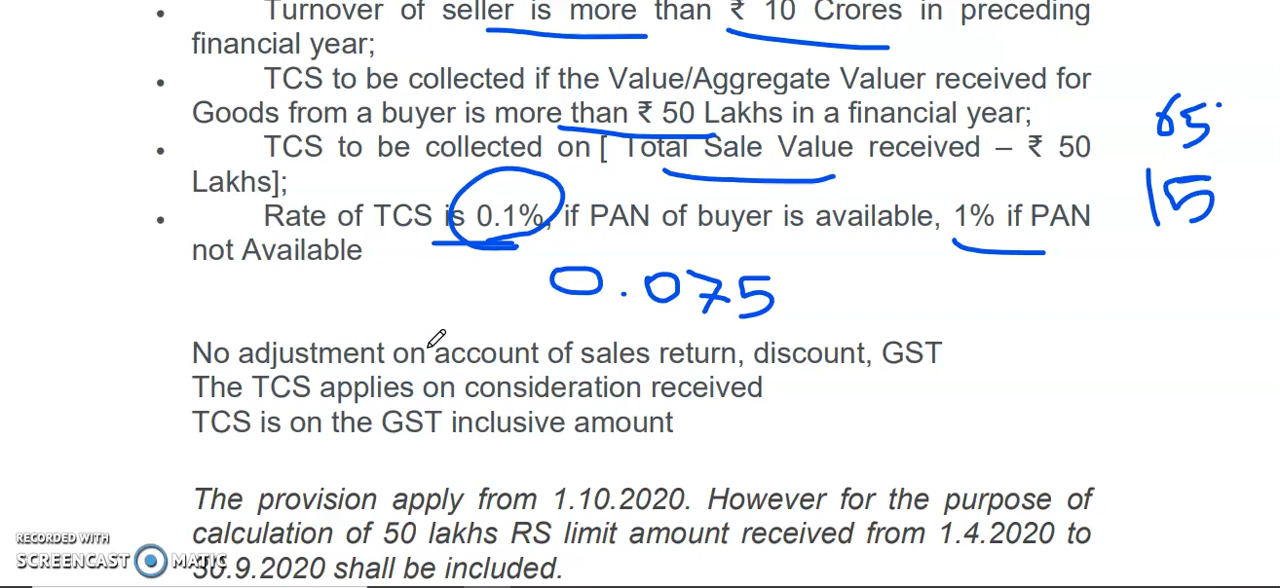 • Turnover of seller is more than ₹ 10 Crores in preceding
financial year;
• TCS to be collected if the Value/Aggregate Valuer received for
Goods from a buyer is more than ₹ 50 Lakhs in a financial year;
65
• TCS to be collected on [ Total Sale Value received – ₹ 50
Lakhs];
15
• Rate of TCS is 0.1%, if PAN of buyer is available, 1% if PAN
not Available
0.075
No adjustment on account of sales return, discount, GST
The TCS applies on consideration received
TCS is on the GST inclusive amount
The provision apply from 1.10.2020. However for the purpose of
calculation of 50 lakhs RS limit amount received from 1.4.2020 to
30.9.2020 shall be included.
RECORDED WITH
SCREENCAST MATIC